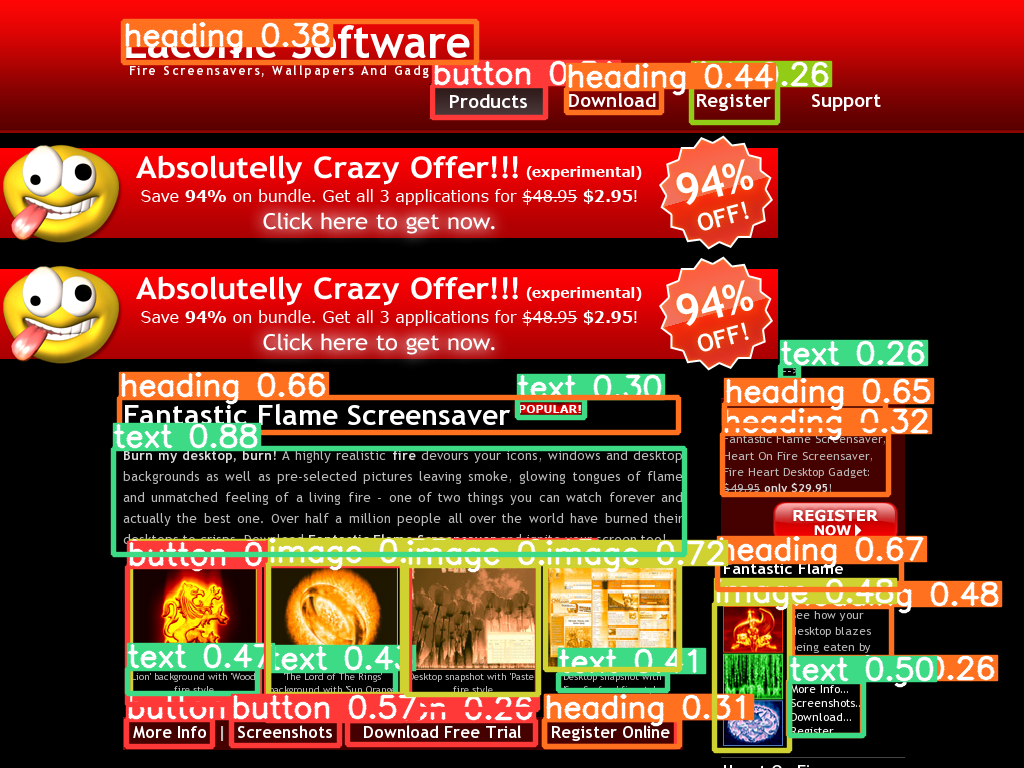 heading 0.38
Laconic Software
Fire Screensavers, Wallpapers And Gadg
button
heading 0.44
0.26
Products
Download
Register
Support
Absolutelly Crazy Offer!!! (experimental)
Save 94% on bundle. Get all 3 applications for $48.95 $2.95!
Click here to get now.
94%
OFF!
Absolutelly Crazy Offer!!! (experimental)
Save 94% on bundle. Get all 3 applications for $48.95 $2.95!
Click here to get now.
94%
OFF!
text 0.26
heading 0.66
text 0.30
Fantastic Flame Screensaver
POPULAR!
text 0.88
Burn my desktop, burn! A highly realistic fire devours your icons, windows and desktop
backgrounds as well as pre-selected pictures leaving smoke, glowing tongues of flame
and unmatched feeling of a living fire - one of two things you can watch forever and
actually the best one. Over half a million people all over the world have burned their
desktops to crisps. Download Fantastic Flame Screensaver and ignite your screen too!
heading 0.65
heading 0.32
Fantastic Flame Screensaver,
Heart On Fire Screensaver,
Fire Heart Desktop Gadget:
$49.95 only $29.95!
REGISTER
NOW
button 0.
image 0.
image 0.
image 0.72
text 0.47
text 0.4
text 0.41
'Lion' background with 'Wood
fire style
'The Lord of The Rings'
background with 'Sun Orange
Desktop snapshot with 'Paste
fire style
Desktop snapshot with
heading 0.67
Fantastic Flame
image 0.48
0.48
See how your
desktop blazes
being eaten by
text 0.50
0.26
More Info...
Screenshots...
Download...
Register
button
button 0.57
0.26
heading 0.31
More Info | Screenshots
Download Free Trial
Register Online
Heart On Fire